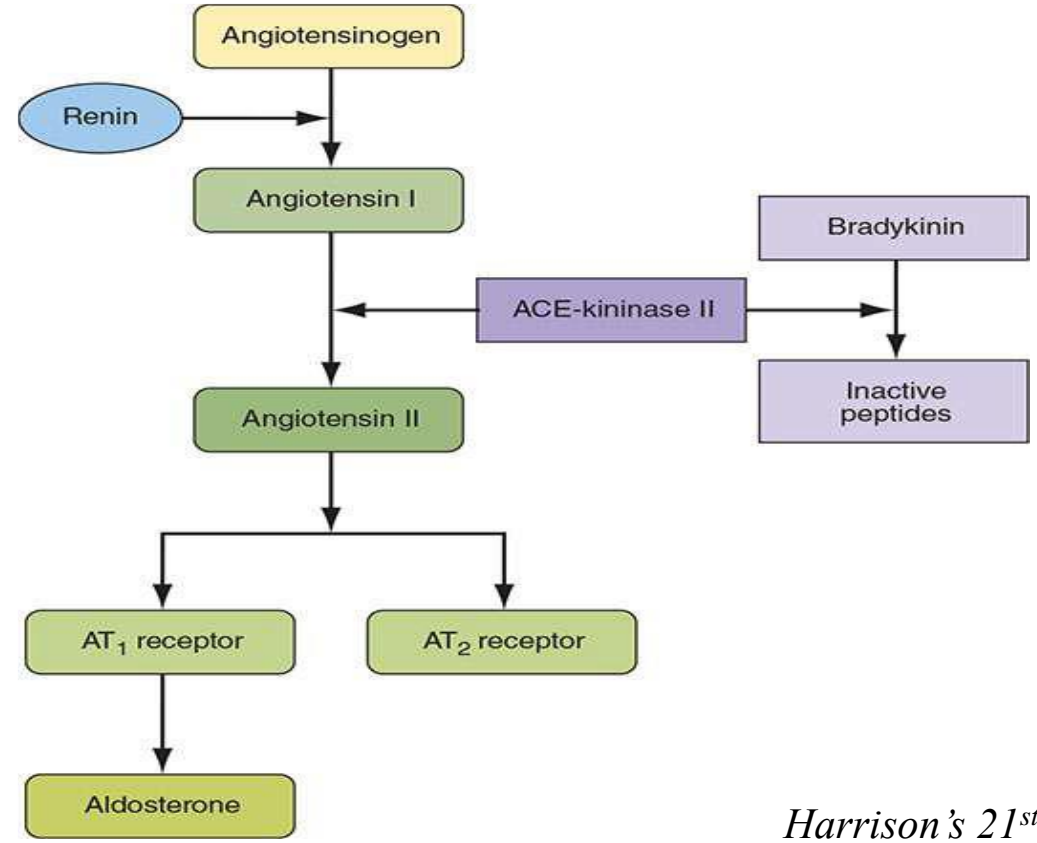 Angiotensinogen
Renin
Angiotensin I
Bradykinin
ACE-kininase II
Inactive
peptides
Angiotensin II
AT₁ receptor
AT₂ receptor
Aldosterone
Harrison’s 21ˢᵗ